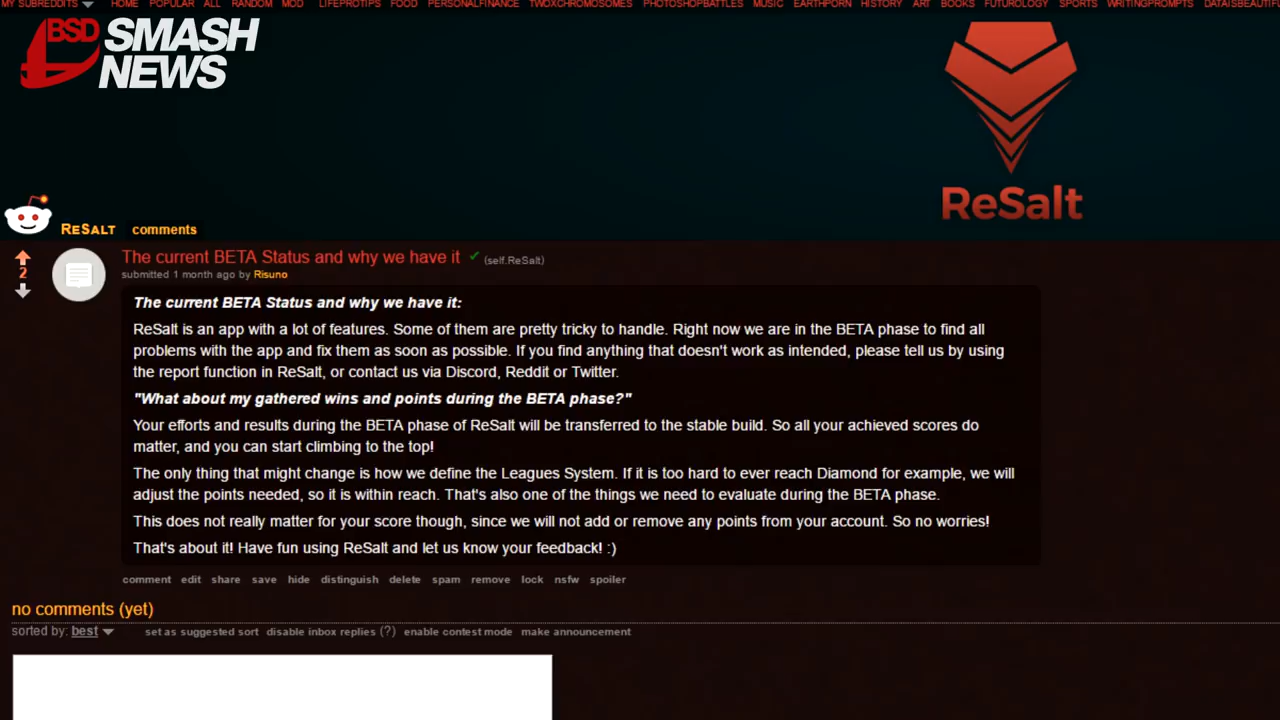 MY SUBREDDITS HOME POPULAR ALL RANDOM MOD LIFEPROTIPS FOOD PERSONALFINANCE TWOXCHROMOSOMES PHOTOSHOPBATTLES MUSIC EARTHPORN HISTORY ART BOOKS FUTUROLOGY SPORTS WRITINGPROMPTS DATAISBEAUTIFU
BSD SMASH
NEWS
ReSalt
RESALT comments
The current BETA Status and why we have it ✔ (self.ReSalt)
2
submitted 1 month ago by Risuno
The current BETA Status and why we have it:
ReSalt is an app with a lot of features. Some of them are pretty tricky to handle. Right now we are in the BETA phase to find all
problems with the app and fix them as soon as possible. If you find anything that doesn't work as intended, please tell us by using
the report function in ReSalt, or contact us via Discord, Reddit or Twitter.
"What about my gathered wins and points during the BETA phase?"
Your efforts and results during the BETA phase of ReSalt will be transferred to the stable build. So all your achieved scores do
matter, and you can start climbing to the top!
The only thing that might change is how we define the Leagues System. If it is too hard to ever reach Diamond for example, we will
adjust the points needed, so it is within reach. That's also one of the things we need to evaluate during the BETA phase.
This does not really matter for your score though, since we will not add or remove any points from your account. So no worries!
That's about it! Have fun using ReSalt and let us know your feedback! :)
comment edit share save hide distinguish delete spam remove lock nsfw spoiler
no comments (yet)
sorted by: best set as suggested sort disable inbox replies (?) enable contest mode make announcement